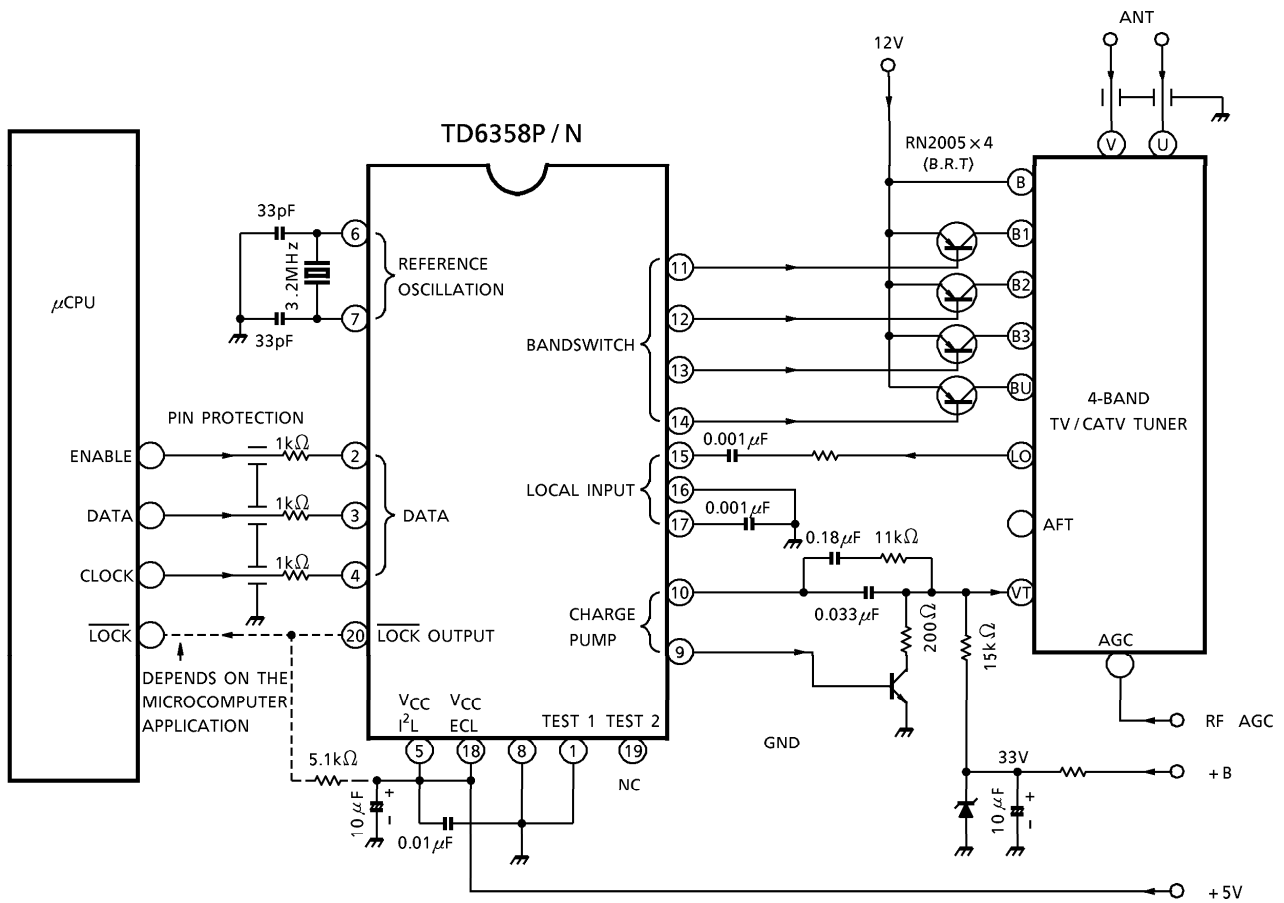 ANT
12V
TD6358P / N
RN2005×4
(B.R.T)
V
U
B
33pF
6
B1
3.2MHz
REFERENCE
OSCILLATION
11
B2
μCPU
7
33pF
12
BANDSWITCH
B3
13
BU
4-BAND
TV / CATV TUNER
PIN PROTECTION
14
ENABLE
1kΩ
2
15
0.001μF
LO
LOCAL INPUT
16
DATA
1kΩ
3
DATA
17
0.001μF
AFT
0.18μF
11kΩ
CLOCK
1kΩ
4
10
VT
CHARGE
PUMP
0.033μF
200Ω
15kΩ
LOCK
20
LOCK OUTPUT
9
AGC
DEPENDS ON THE
MICROCOMPUTER
APPLICATION
VCC
I2L
VCC
ECL
TEST 1
TEST 2
RF AGC
GND
5
18
8
1
19
NC
5.1kΩ
33V
+B
10μF
+
-
0.01μF
10μF
+
-
+5V